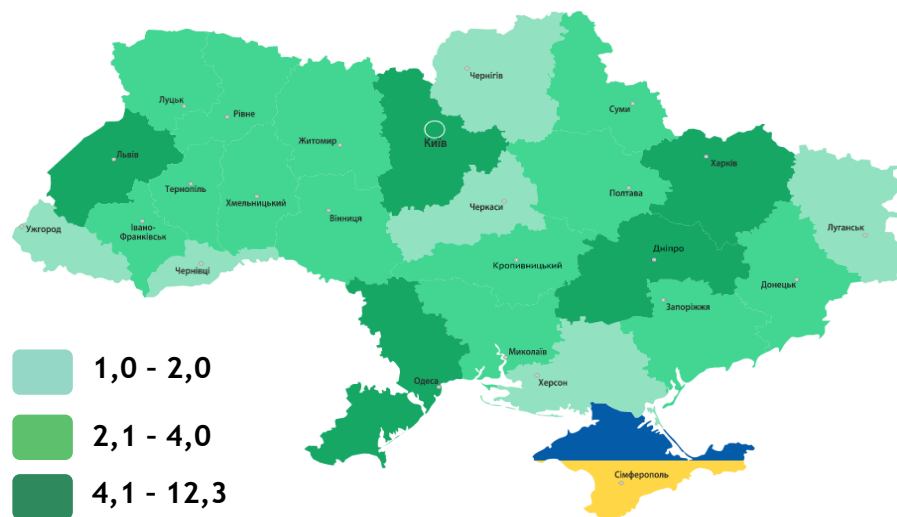 Чернігів
Луцьк
Рівне
Суми
Житомир
Київ
Львів
Харків
Тернопіль
Хмельницький
Полтава
Черкаси
Вінниця
Івано-
Франківськ
Ужгород
Луганськ
Чернівці
Кропивницький
Дніпро
Донецьк
Запоріжжя
Миколаїв
Одеса
Херсон
Сімферополь
1,0 - 2,0
2,1 - 4,0
4,1 - 12,3